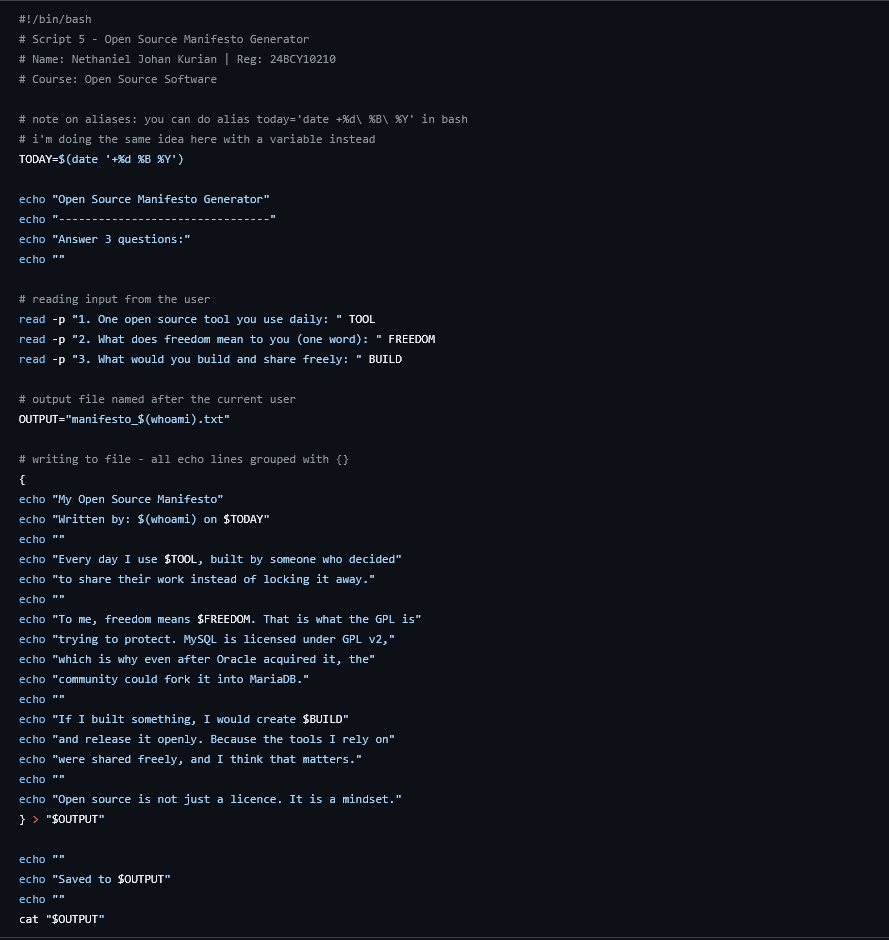 #!/bin/bash
# Script 5 - Open Source Manifesto Generator
# Name: Nethaniel Johan Kurian | Reg: 24BCY10210
# Course: Open Source Software
# note on aliases: you can do alias today='date +%d\ %B\ %Y' in bash
# i'm doing the same idea here with a variable instead
TODAY=$(date '+%d %B %Y')
echo "Open Source Manifesto Generator"
echo "--------------------------------"
echo "Answer 3 questions:"
echo ""
# reading input from the user
read -p "1. One open source tool you use daily: " TOOL
read -p "2. What does freedom mean to you (one word): " FREEDOM
read -p "3. What would you build and share freely: " BUILD
# output file named after the current user
OUTPUT="manifesto_$(whoami).txt"
# writing to file - all echo lines grouped with {}
{
echo "My Open Source Manifesto"
echo "Written by: $(whoami) on $TODAY"
echo ""
echo "Every day I use $TOOL, built by someone who decided"
echo "to share their work instead of locking it away."
echo ""
echo "To me, freedom means $FREEDOM. That is what the GPL is"
echo "trying to protect. MySQL is licensed under GPL v2,"
echo "which is why even after Oracle acquired it, the"
echo "community could fork it into MariaDB."
echo ""
echo "If I built something, I would create $BUILD"
echo "and release it openly. Because the tools I rely on"
echo "were shared freely, and I think that matters."
echo ""
echo "Open source is not just a licence. It is a mindset."
} > "$OUTPUT"
echo ""
echo "Saved to $OUTPUT"
echo ""
cat "$OUTPUT"